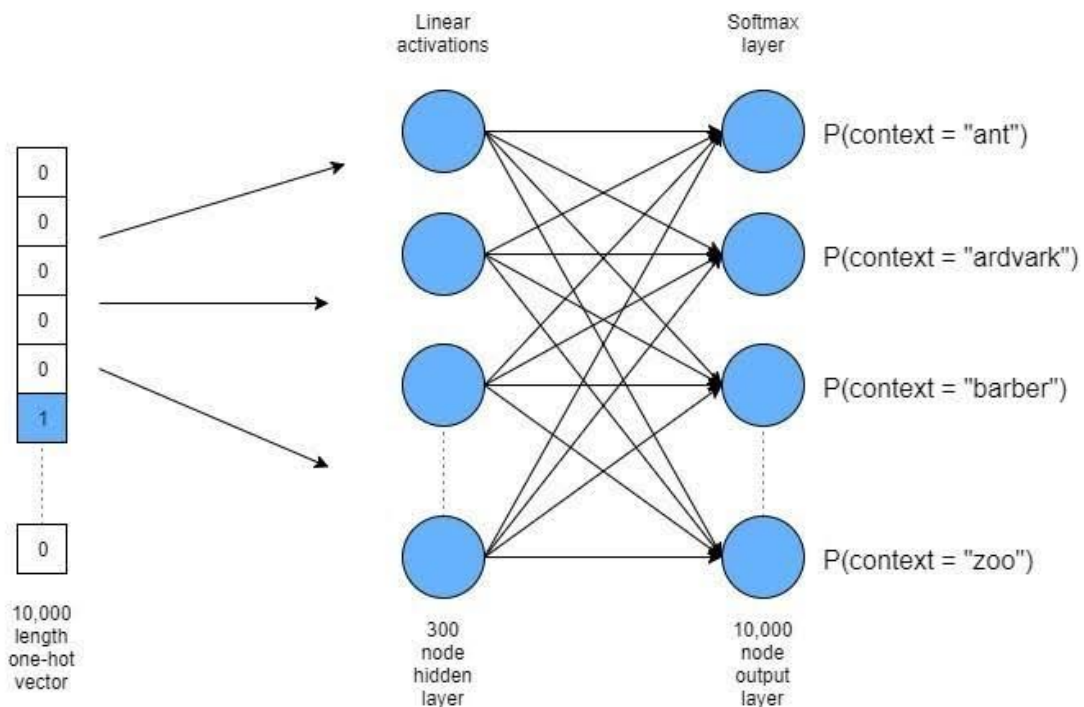 Linear
activations
Softmax
layer
0
0
0
0
0
1
0
P(context = "ant")
P(context = "ardvark")
P(context = "barber")
P(context = "zoo")
10,000
length
one-hot
vector
300
node
hidden
layer
10,000
node
output
layer